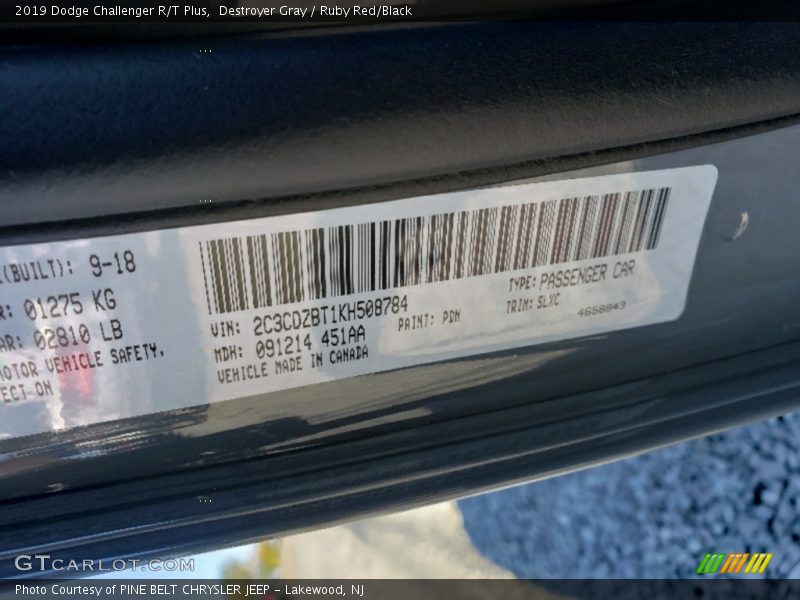 2019 Dodge Challenger R/T Plus,  Destroyer Gray / Ruby Red/Black
(BUILT): 9-18
R: 01275 KG
AR: 02810 LB
MOTOR VEHICLE SAFETY,
ECT ON
VIN: 2C3CDZBT1KH508784
MDH: 091214 451AA
VEHICLE MADE IN CANADA
PAINT: PDN
TYPE: PASSENGER CAR
TRIM: SLXC
4658843
GTCARLOT.COM
Photo Courtesy of PINE BELT CHRYSLER JEEP - Lakewood, NJ